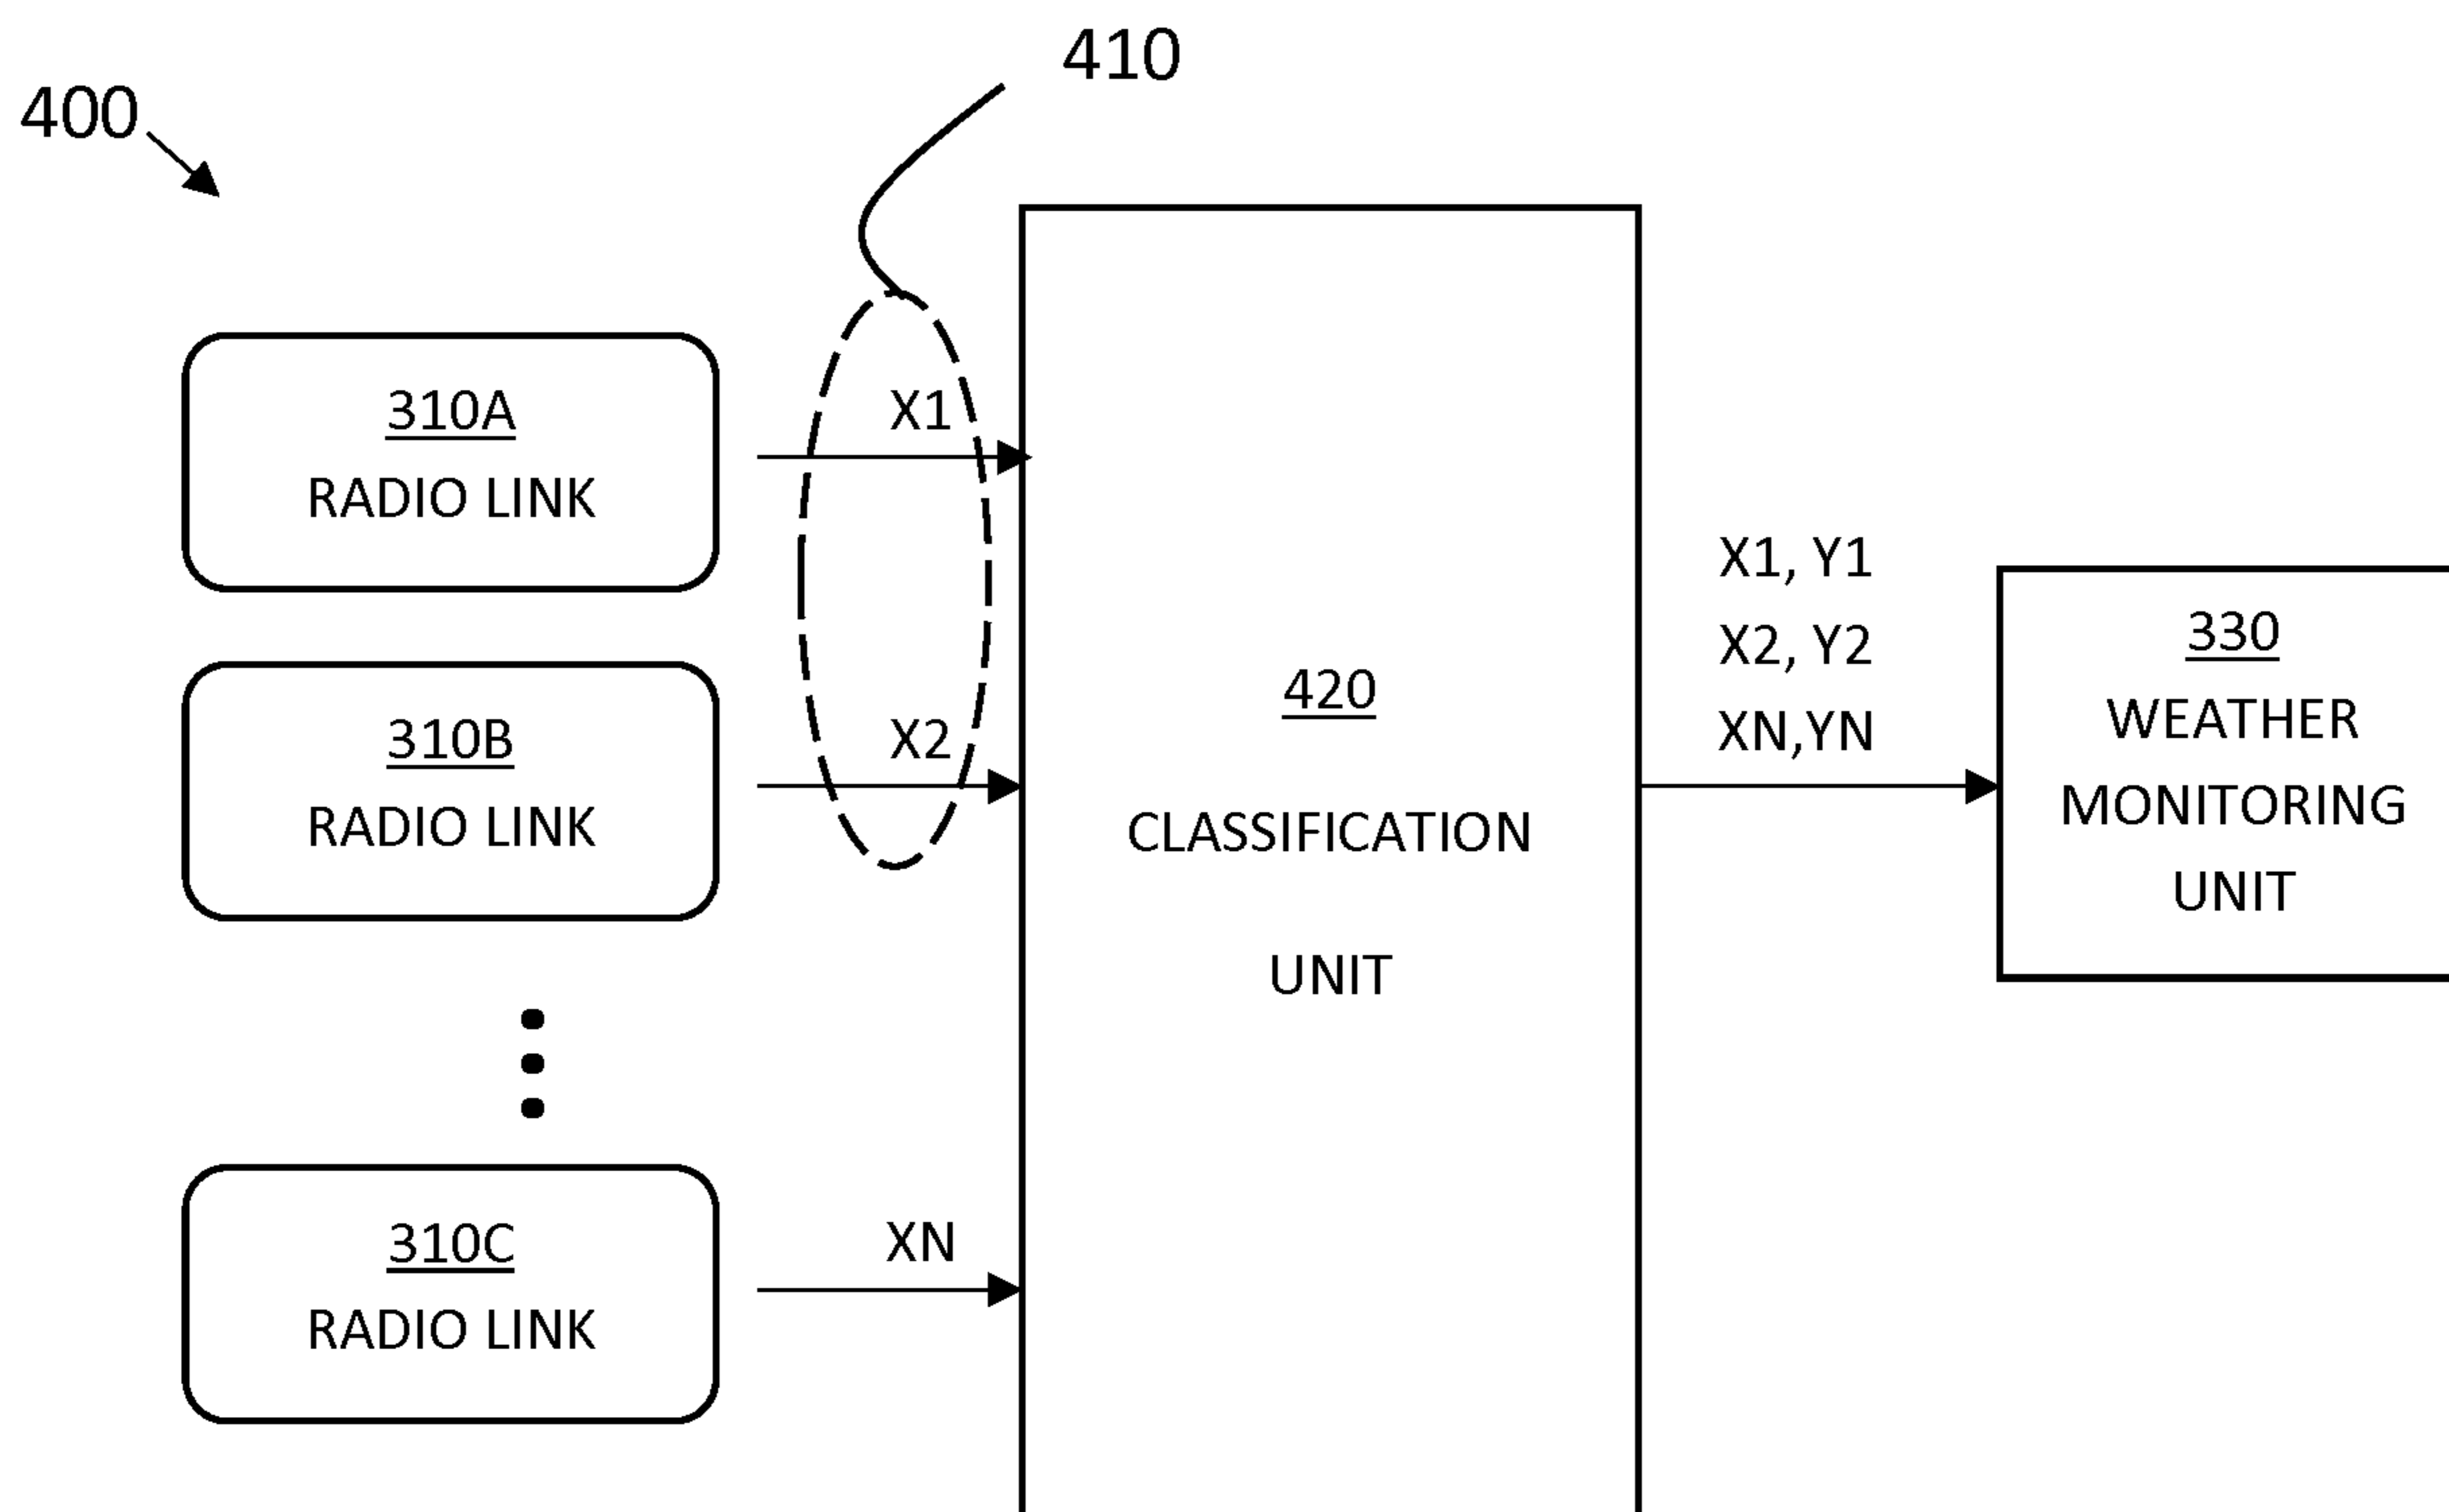 410
400
310A
RADIO LINK
X1
310B
RADIO LINK
X2
310C
RADIO LINK
XN
420
CLASSIFICATION
UNIT
X1, Y1
X2, Y2
XN,YN
330
WEATHER
MONITORING
UNIT